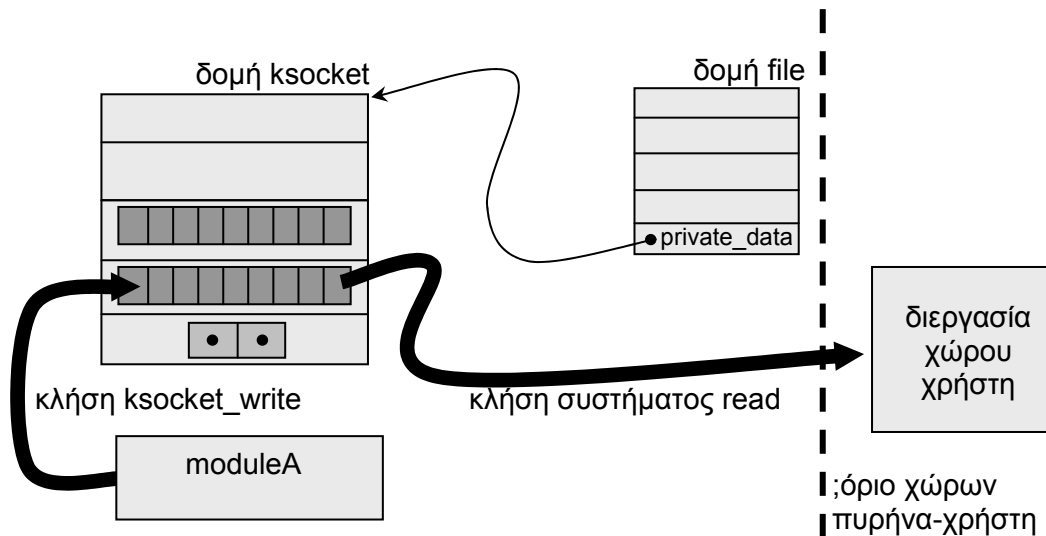 δομή ksocket
δομή file
private_data
διεργασία
χώρου
χρήστη
κλήση ksocket_write
κλήση συστήματος read
moduleA
;όριο χώρων
πυρήνα-χρήστη